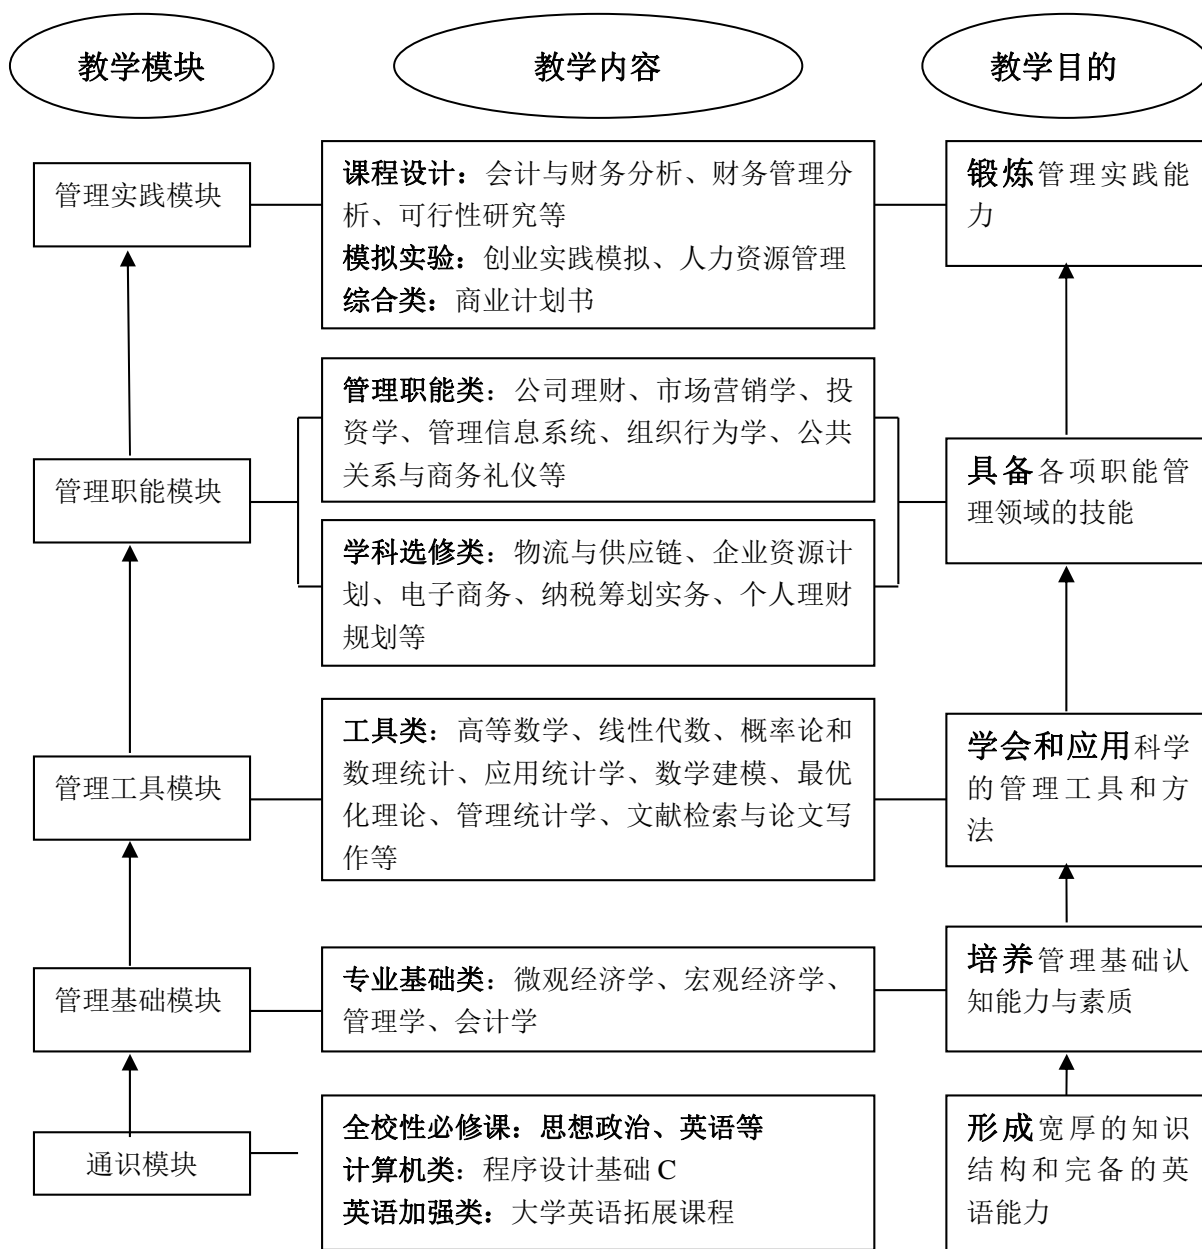 教学模块
教学内容
教学目的
管理实践模块
课程设计：会计与财务分析、财务管理分
析、可行性研究等
模拟实验：创业实践模拟、人力资源管理
综合类：商业计划书
锻炼管理实践能
力
管理职能模块
管理职能类：公司理财、市场营销学、投
资学、管理信息系统、组织行为学、公共
关系与商务礼仪等
学科选修类：物流与供应链、企业资源计
划、电子商务、纳税筹划实务、个人理财
规划等
具备各项职能管
理领域的技能
管理工具模块
工具类：高等数学、线性代数、概率论和
数理统计、应用统计学、数学建模、最优
化理论、管理统计学、文献检索与论文写
作等
学会和应用科学
的管理工具和方
法
管理基础模块
专业基础类：微观经济学、宏观经济学、
管理学、会计学
培养管理基础认
知能力与素质
通识模块
全校性必修课：思想政治、英语等
计算机类：程序设计基础 C
英语加强类：大学英语拓展课程
形成宽厚的知识
结构和完备的英
语能力